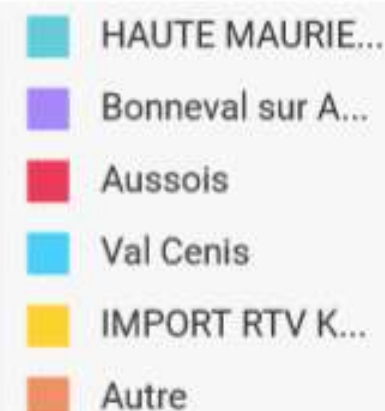 HAUTE MAURIE...
Bonneval sur A...
Aussois
Val Cenis
IMPORT RTV K...
Autre